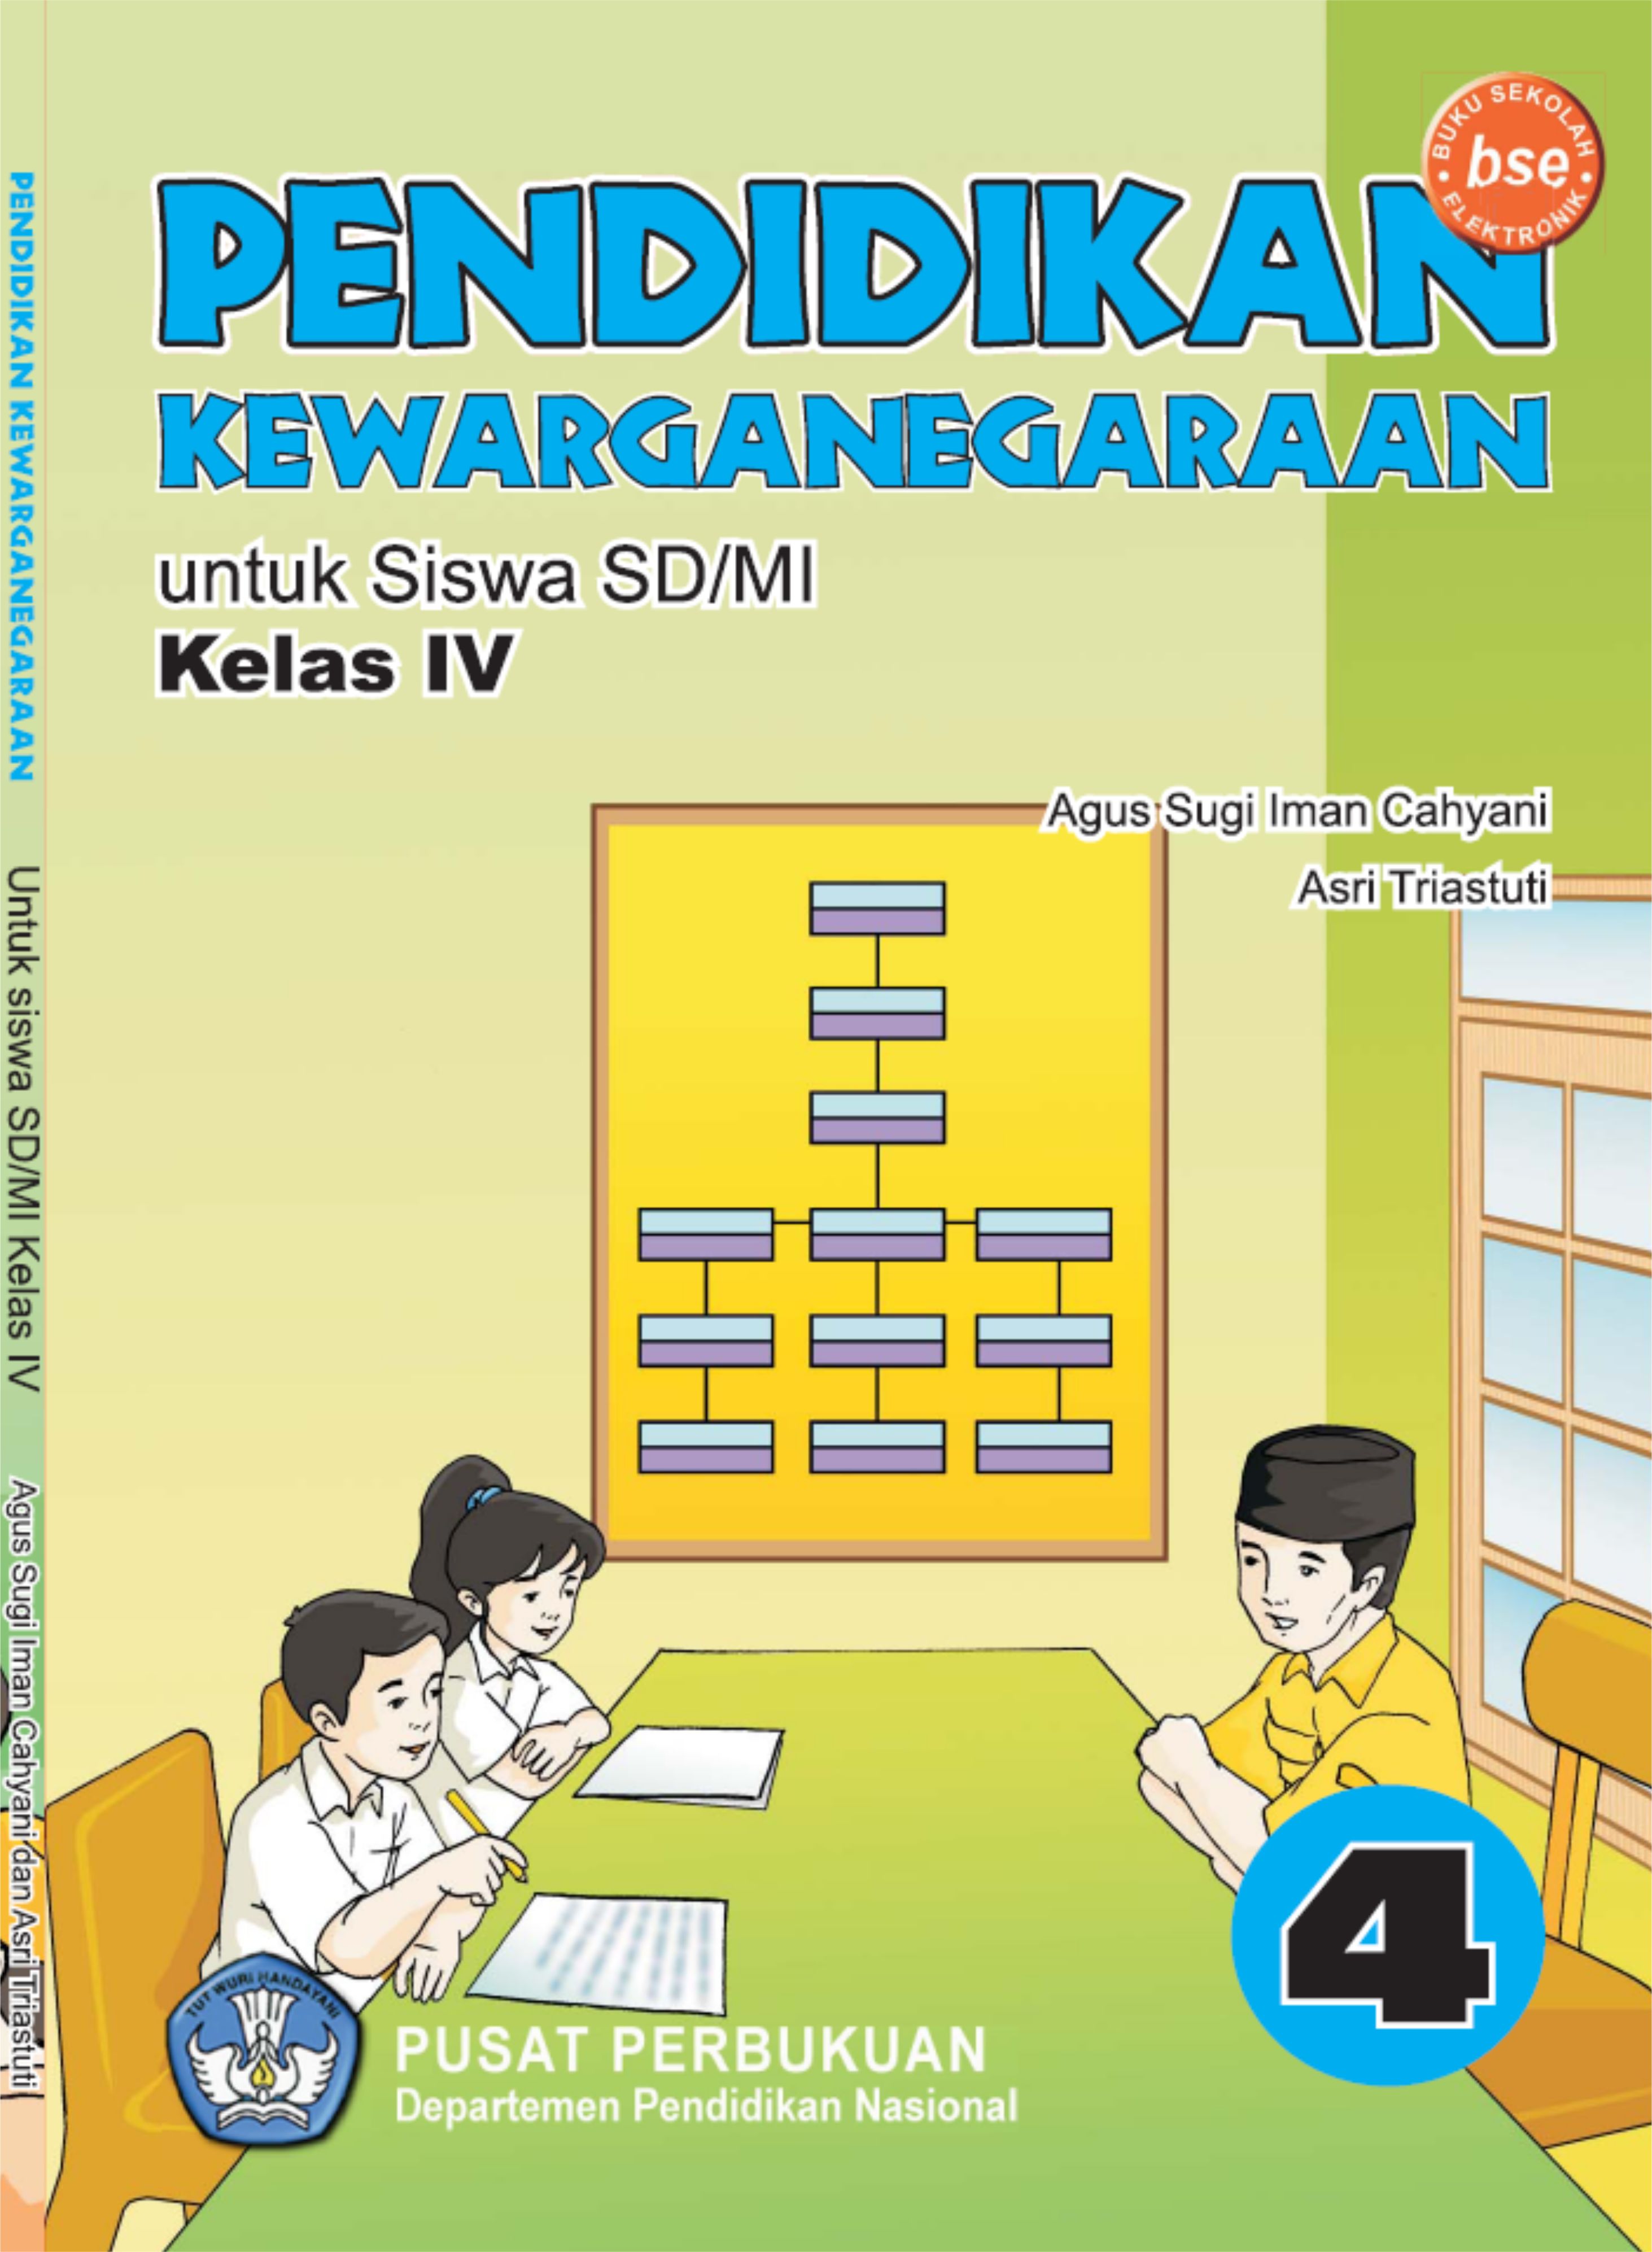 BUKU SEKOLAH
bse
ELEKTRONIK
PENDIDIKAN
KEWARGANEGARAAN
untuk Siswa SD/MI
Kelas IV
Agus Sugi Iman Cahyani
Asri Triastuti
4
TUT WURI HANDAYANI
PUSAT PERBUKUAN
Departemen Pendidikan Nasional
PENDIDIKAN KEWARGANEGARAAN Untuk siswa SD/MI Kelas IV Agus Sugi Iman Cahyani dan Asri Triastuti